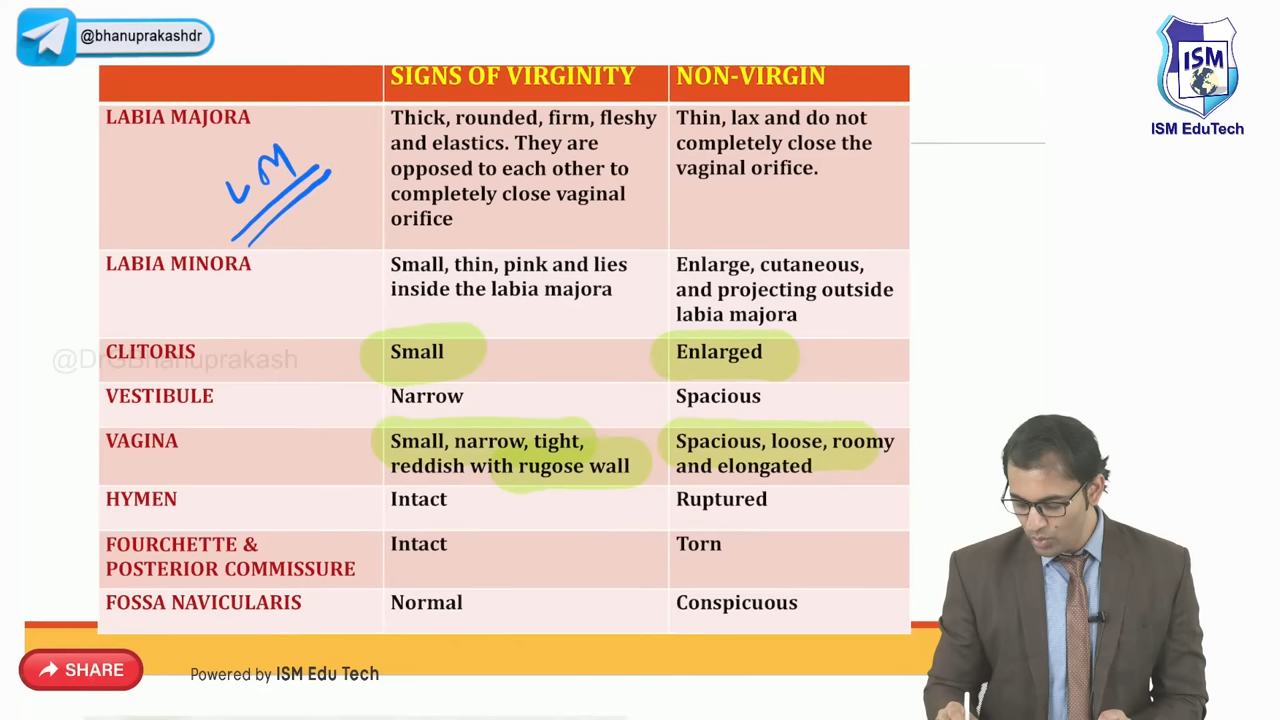 @bhanuprakashdr
ISM
ISM EduTech
SIGNS OF VIRGINITY
NON-VIRGIN
LABIA MAJORA
Thick, rounded, firm, fleshy
and elastics. They are
opposed to each other to
completely close vaginal
orifice
Thin, lax and do not
completely close the
vaginal orifice.
LM
LABIA MINORA
Small, thin, pink and lies
inside the labia majora
Enlarge, cutaneous,
and projecting outside
labia majora
@DrGBhanuprakash
CLITORIS
Small
Enlarged
VESTIBULE
Narrow
Spacious
VAGINA
Small, narrow, tight,
reddish with rugose wall
Spacious, loose, roomy
and elongated
HYMEN
Intact
Ruptured
FOURCHETTE &
POSTERIOR COMMISSURE
Intact
Torn
FOSSA NAVICULARIS
Normal
Conspicuous
SHARE
Powered by ISM Edu Tech